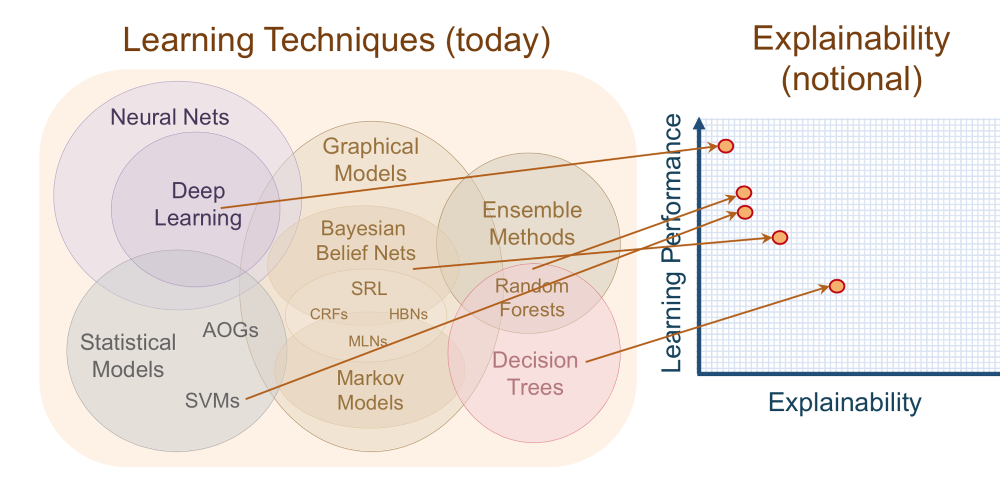 Learning Techniques (today)
Neural Nets
Deep
Learning
Graphical
Models
Bayesian
Belief Nets
SRL
CRFs
HBNs
MLNs
Markov
Models
Ensemble
Methods
Random
Forests
Decision
Trees
Statistical
Models
AOGs
SVMs
Explainability
(notional)
Learning Performance
Explainability